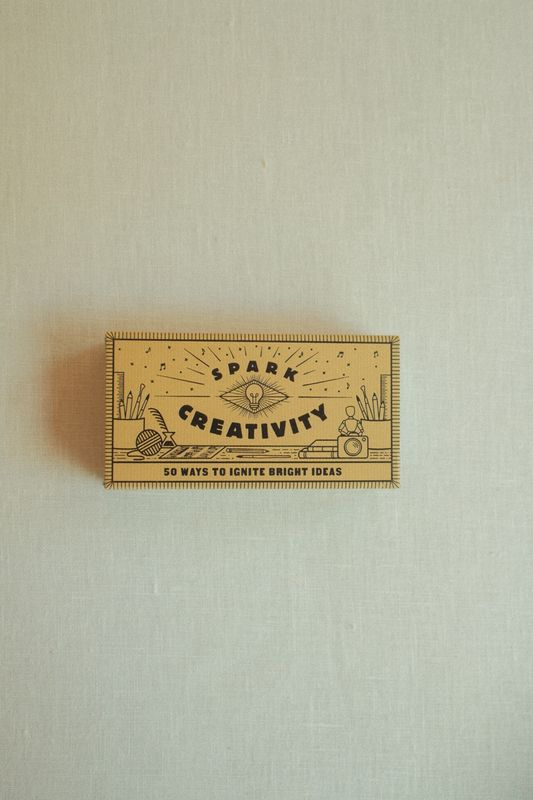 SPARK
CREATIVITY
50 WAYS TO IGNITE BRIGHT IDEAS